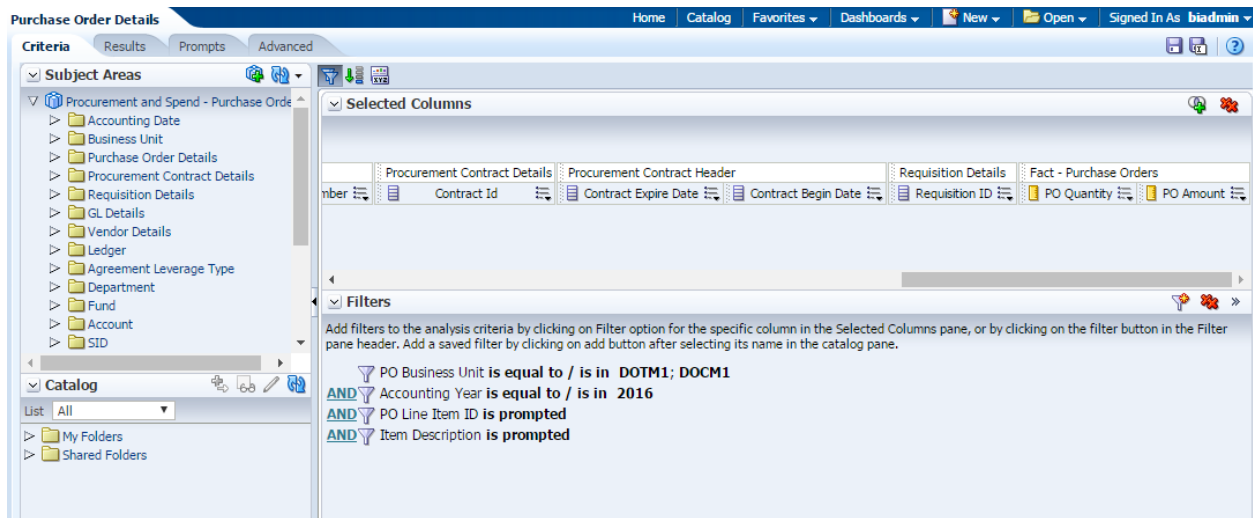 Purchase Order Details
Home Catalog Favorites Dashboards New Open Signed In As biadmin
Criteria Results Prompts Advanced
Subject Areas
Procurement and Spend - Purchase Orde
Accounting Date
Business Unit
Purchase Order Details
Procurement Contract Details
Requisition Details
GL Details
Vendor Details
Ledger
Agreement Leverage Type
Department
Fund
Account
SID
Catalog
List All
My Folders
Shared Folders
XYZ
Selected Columns
Procurement Contract Details Procurement Contract Header Requisition Details Fact - Purchase Orders
mber Contract Id Contract Expire Date Contract Begin Date Requisition ID PO Quantity PO Amount
Filters
Add filters to the analysis criteria by clicking on Filter option for the specific column in the Selected Columns pane, or by clicking on the filter button in the Filter
pane header. Add a saved filter by clicking on add button after selecting its name in the catalog pane.
PO Business Unit is equal to / is in DOTM1; DOCM1
AND Accounting Year is equal to / is in 2016
AND PO Line Item ID is prompted
AND Item Description is prompted